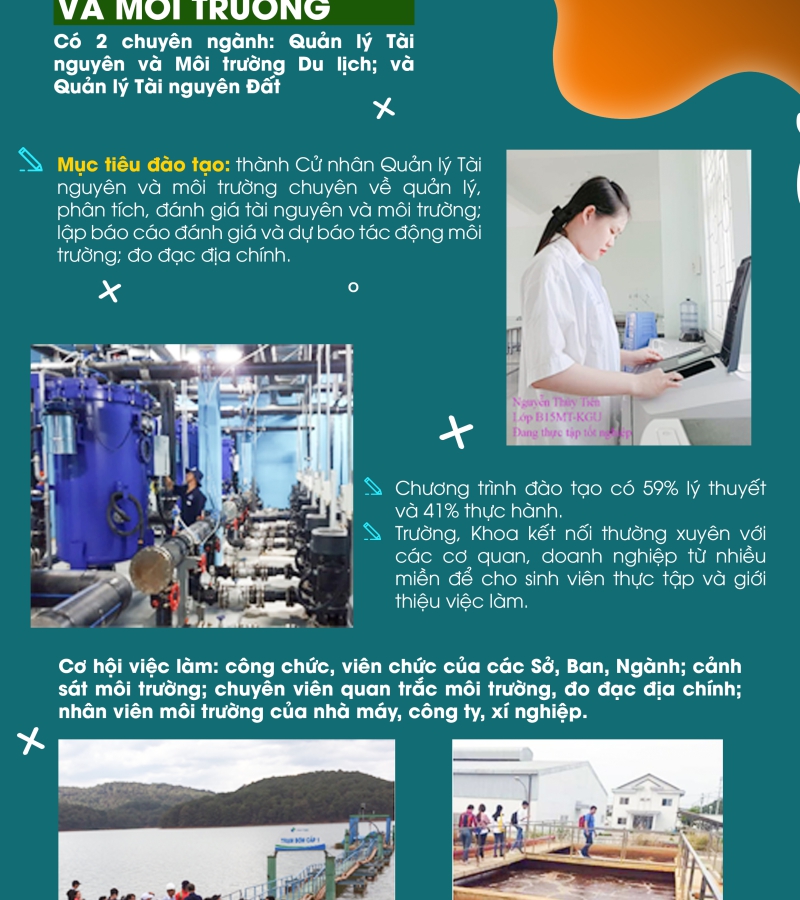 VÀ MÔI TRƯỜNG
Có 2 chuyên ngành: Quản lý Tài
nguyên và Môi trường Du lịch; và
Quản lý Tài nguyên Đất
Mục tiêu đào tạo: thành Cử nhân Quản lý Tài
nguyên và môi trường chuyên về quản lý,
phân tích, đánh giá tài nguyên và môi trường;
lập báo cáo đánh giá và dự báo tác động môi
trường; đo đạc địa chính.
Nguyễn Thủy Tiên
Lớp B15MT-KGU
Đang thực tập tốt nghiệp
Chương trình đào tạo có 59% lý thuyết
và 41% thực hành.
Trường, Khoa kết nối thường xuyên với
các cơ quan, doanh nghiệp từ nhiều
miền để cho sinh viên thực tập và giới
thiệu việc làm.
Cơ hội việc làm: công chức, viên chức của các Sở, Ban, Ngành; cảnh
sát môi trường; chuyên viên quan trắc môi trường, đo đạc địa chính;
nhân viên môi trường của nhà máy, công ty, xí nghiệp.
TRẠM BƠM CẤP 1